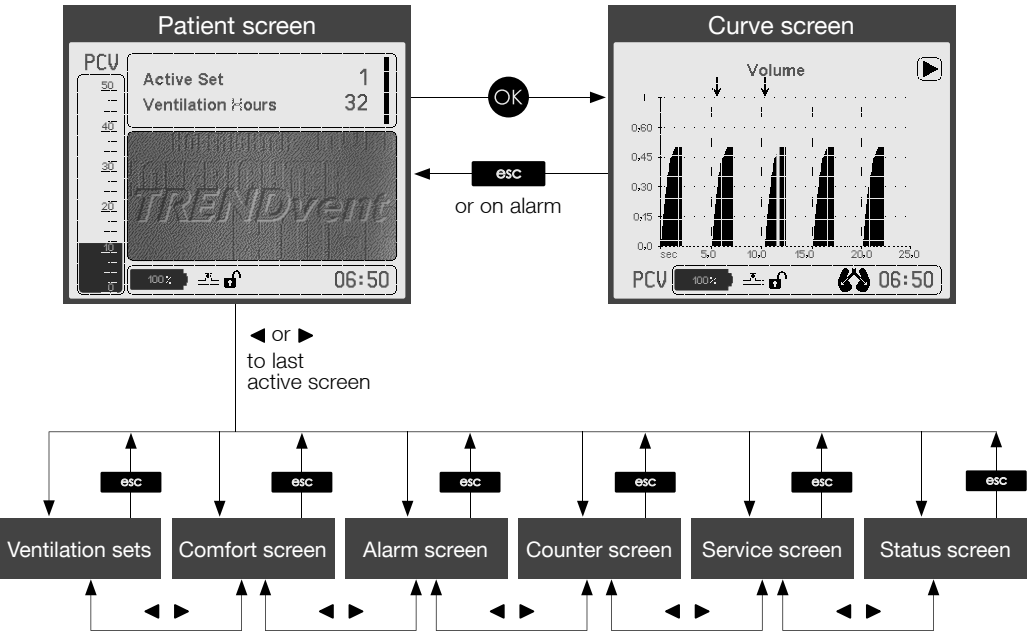 Patient screen
PCV
50
40
30
20
10
0
Active Set 1
Ventilation Hours 32
TRENDvent
100%
06:50
OK
esc
or on alarm
Curve screen
Volume
1
0,60
0,45
0,30
0,15
0,0
sec 5,0 10,0 15,0 20,0 25,0
PCV 100% 06:50
◀ or ▶
to last
active screen
esc esc esc esc esc esc
Ventilation sets Comfort screen Alarm screen Counter screen Service screen Status screen